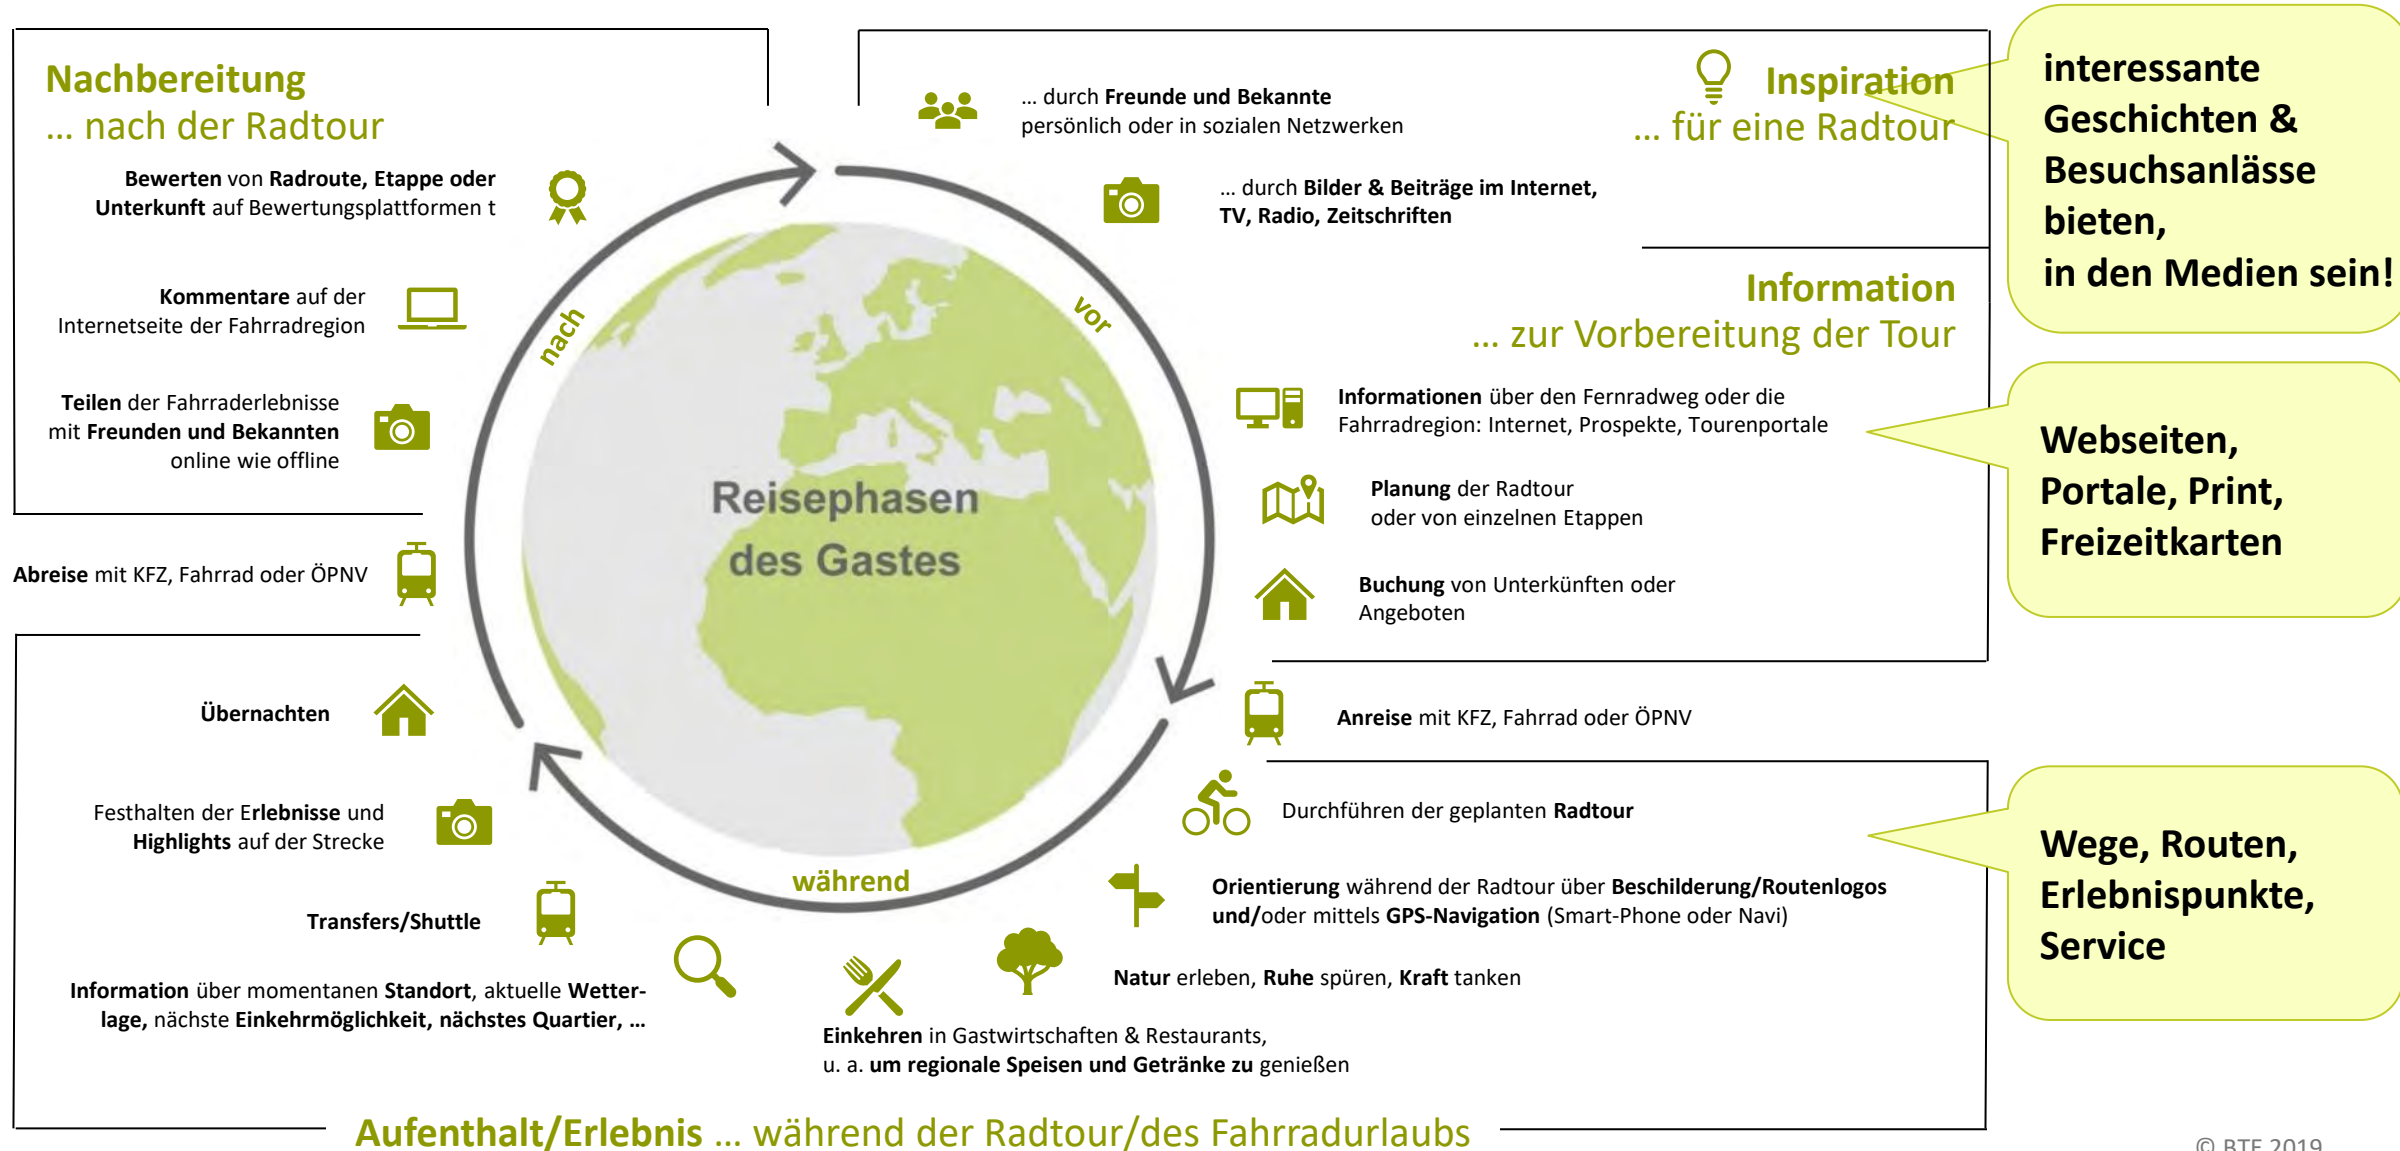 Nachbereitung
... nach der Radtour
Bewerten von Radroute, Etappe oder
Unterkunft auf Bewertungsplattformen t
Kommentare auf der
Internetseite der Fahrradregion
Teilen der Fahrraderlebnisse
mit Freunden und Bekannten
online wie offline
Abreise mit KFZ, Fahrrad oder ÖPNV
Inspiration
... für eine Radtour
... durch Freunde und Bekannte
persönlich oder in sozialen Netzwerken
... durch Bilder & Beiträge im Internet,
TV, Radio, Zeitschriften
interessante
Geschichten &
Besuchsanlässe
bieten,
in den Medien sein!
Information
... zur Vorbereitung der Tour
Informationen über den Fernradweg oder die
Fahrradregion: Internet, Prospekte, Tourenportale
Planung der Radtour
oder von einzelnen Etappen
Buchung von Unterkünften oder
Angeboten
Webseiten,
Portale, Print,
Freizeitkarten
nach
vor
während
Reisephasen
des Gastes
Anreise mit KFZ, Fahrrad oder ÖPNV
Durchführen der geplanten Radtour
Orientierung während der Radtour über Beschilderung/Routenlogos
und/oder mittels GPS-Navigation (Smart-Phone oder Navi)
Natur erleben, Ruhe spüren, Kraft tanken
Einkehren in Gastwirtschaften & Restaurants,
u. a. um regionale Speisen und Getränke zu genießen
Wege, Routen,
Erlebnispunkte,
Service
Übernachten
Festhalten der Erlebnisse und
Highlights auf der Strecke
Transfers/Shuttle
Information über momentanen Standort, aktuelle Wetter-
lage, nächste Einkehrmöglichkeit, nächstes Quartier, ...
Aufenthalt/Erlebnis ... während der Radtour/des Fahrradurlaubs
© BTE 2019